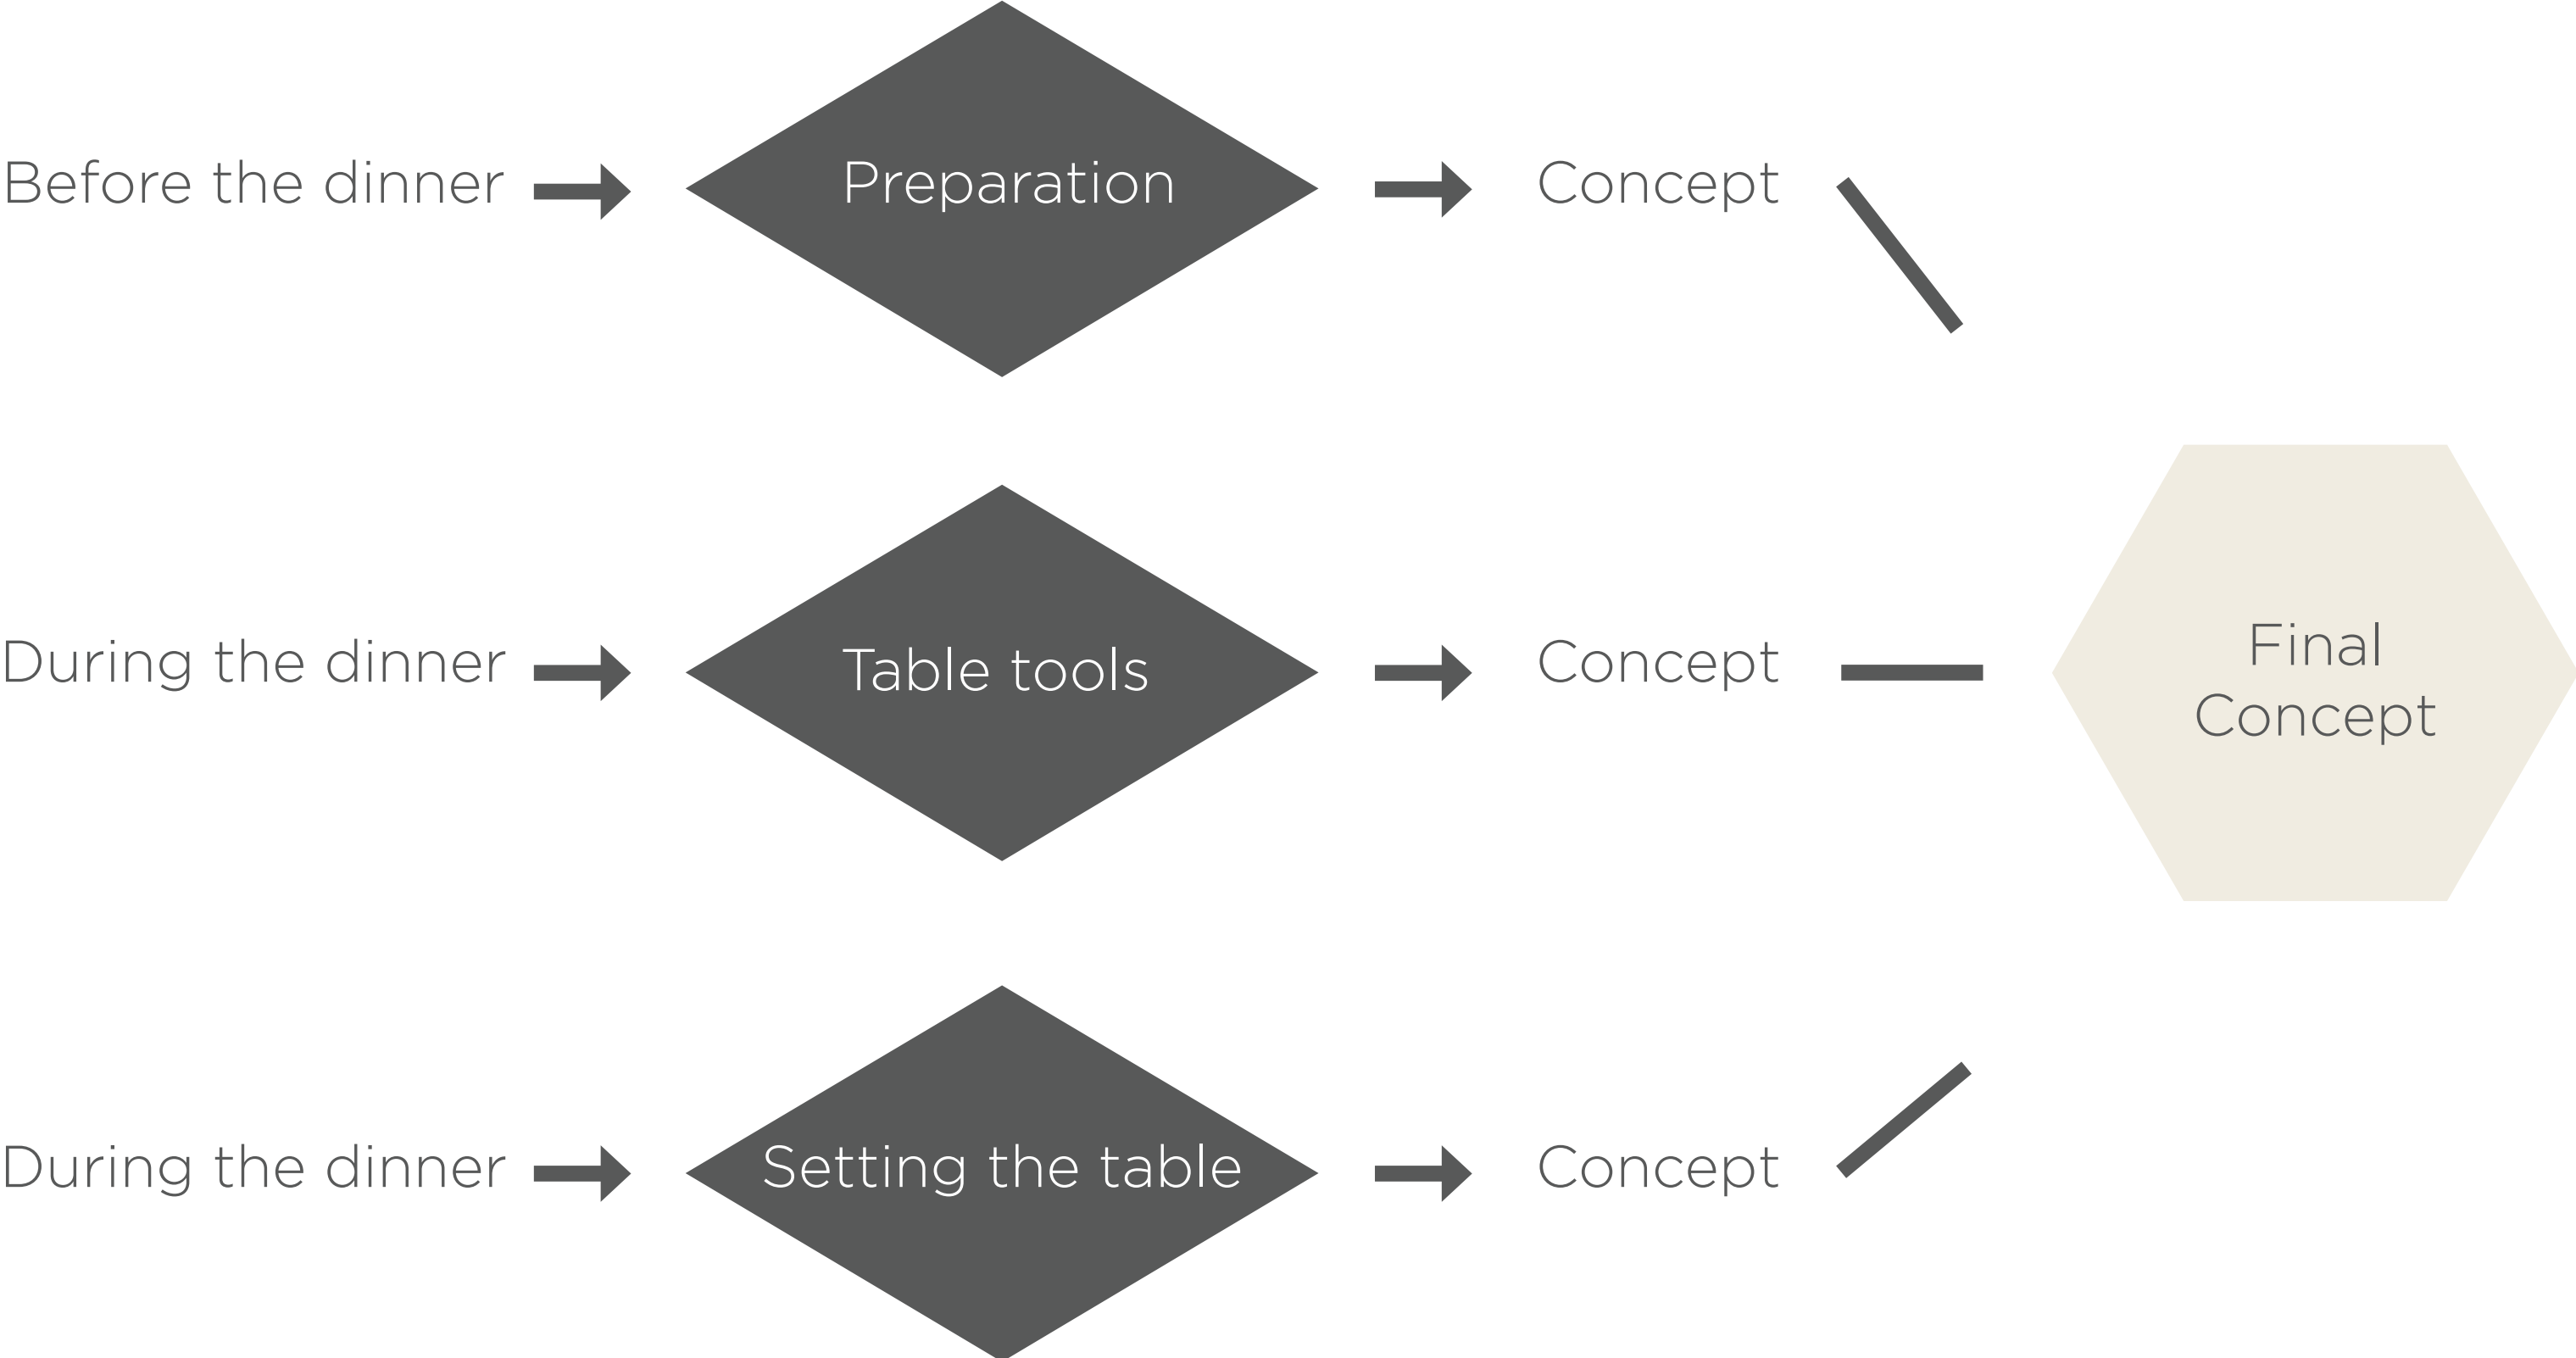 Before the dinner
Preparation
Concept
During the dinner
Table tools
Concept
Final
Concept
During the dinner
Setting the table
Concept